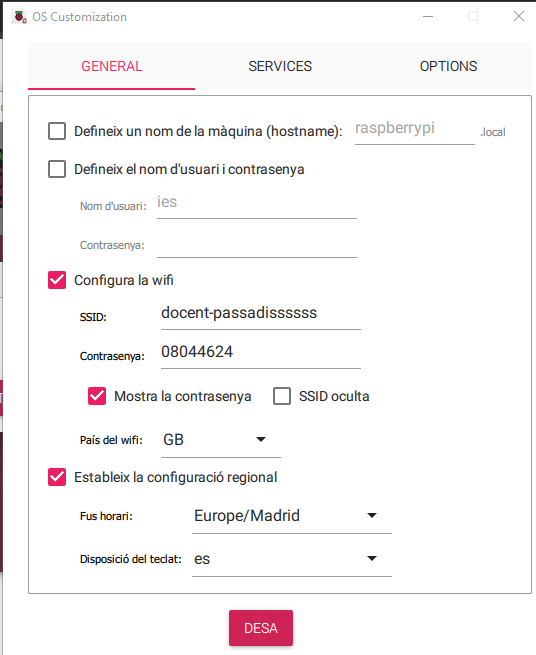 OS Customization
GENERAL SERVICES OPTIONS
Defineix un nom de la màquina (hostname): raspberrypi .local
Defineix el nom d'usuari i contrasenya
Nom d'usuari: ies
Contrasenya:
Configura la wifi
SSID: docent-passadissssss
Contrasenya: 08044624
Mostra la contrasenya SSID oculta
País del wifi: GB
Estableix la configuració regional
Fus horari: Europe/Madrid
Disposició del teclat: es
DESA